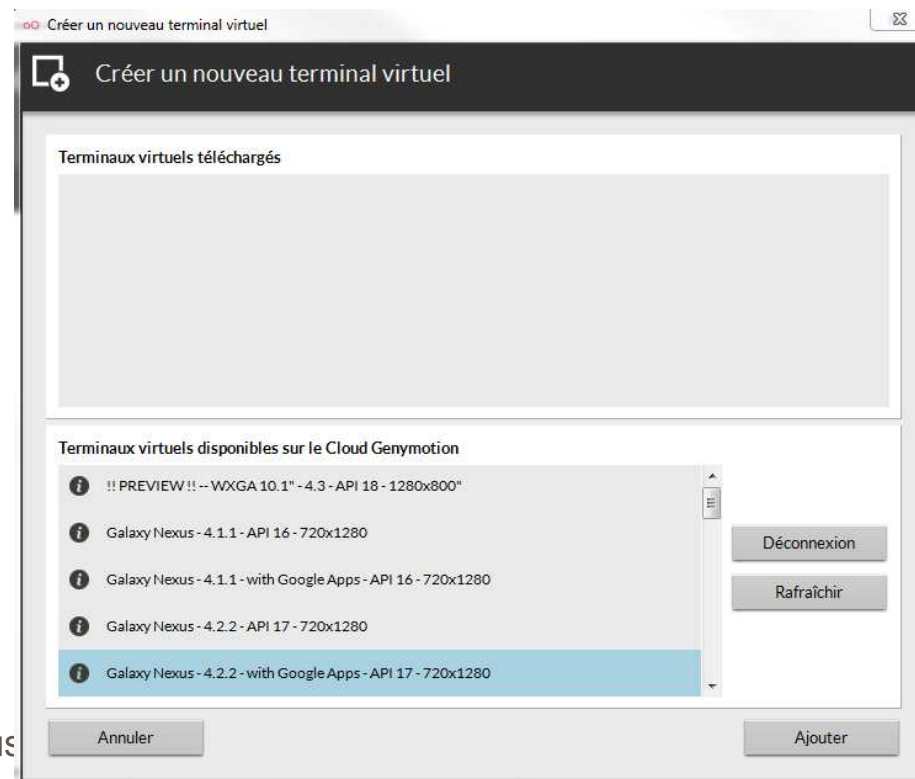 Créer un nouveau terminal virtuel
Créer un nouveau terminal virtuel
Terminaux virtuels téléchargés
Terminaux virtuels disponibles sur le Cloud Genymotion
!! PREVIEW !! -- WXGA 10.1" - 4.3 - API 18 - 1280x800"
Galaxy Nexus - 4.1.1 - API 16 - 720x1280
Galaxy Nexus - 4.1.1 - with Google Apps - API 16 - 720x1280
Galaxy Nexus - 4.2.2 - API 17 - 720x1280
Galaxy Nexus - 4.2.2 - with Google Apps - API 17 - 720x1280
Déconnexion
Rafraîchir
Annuler
Ajouter